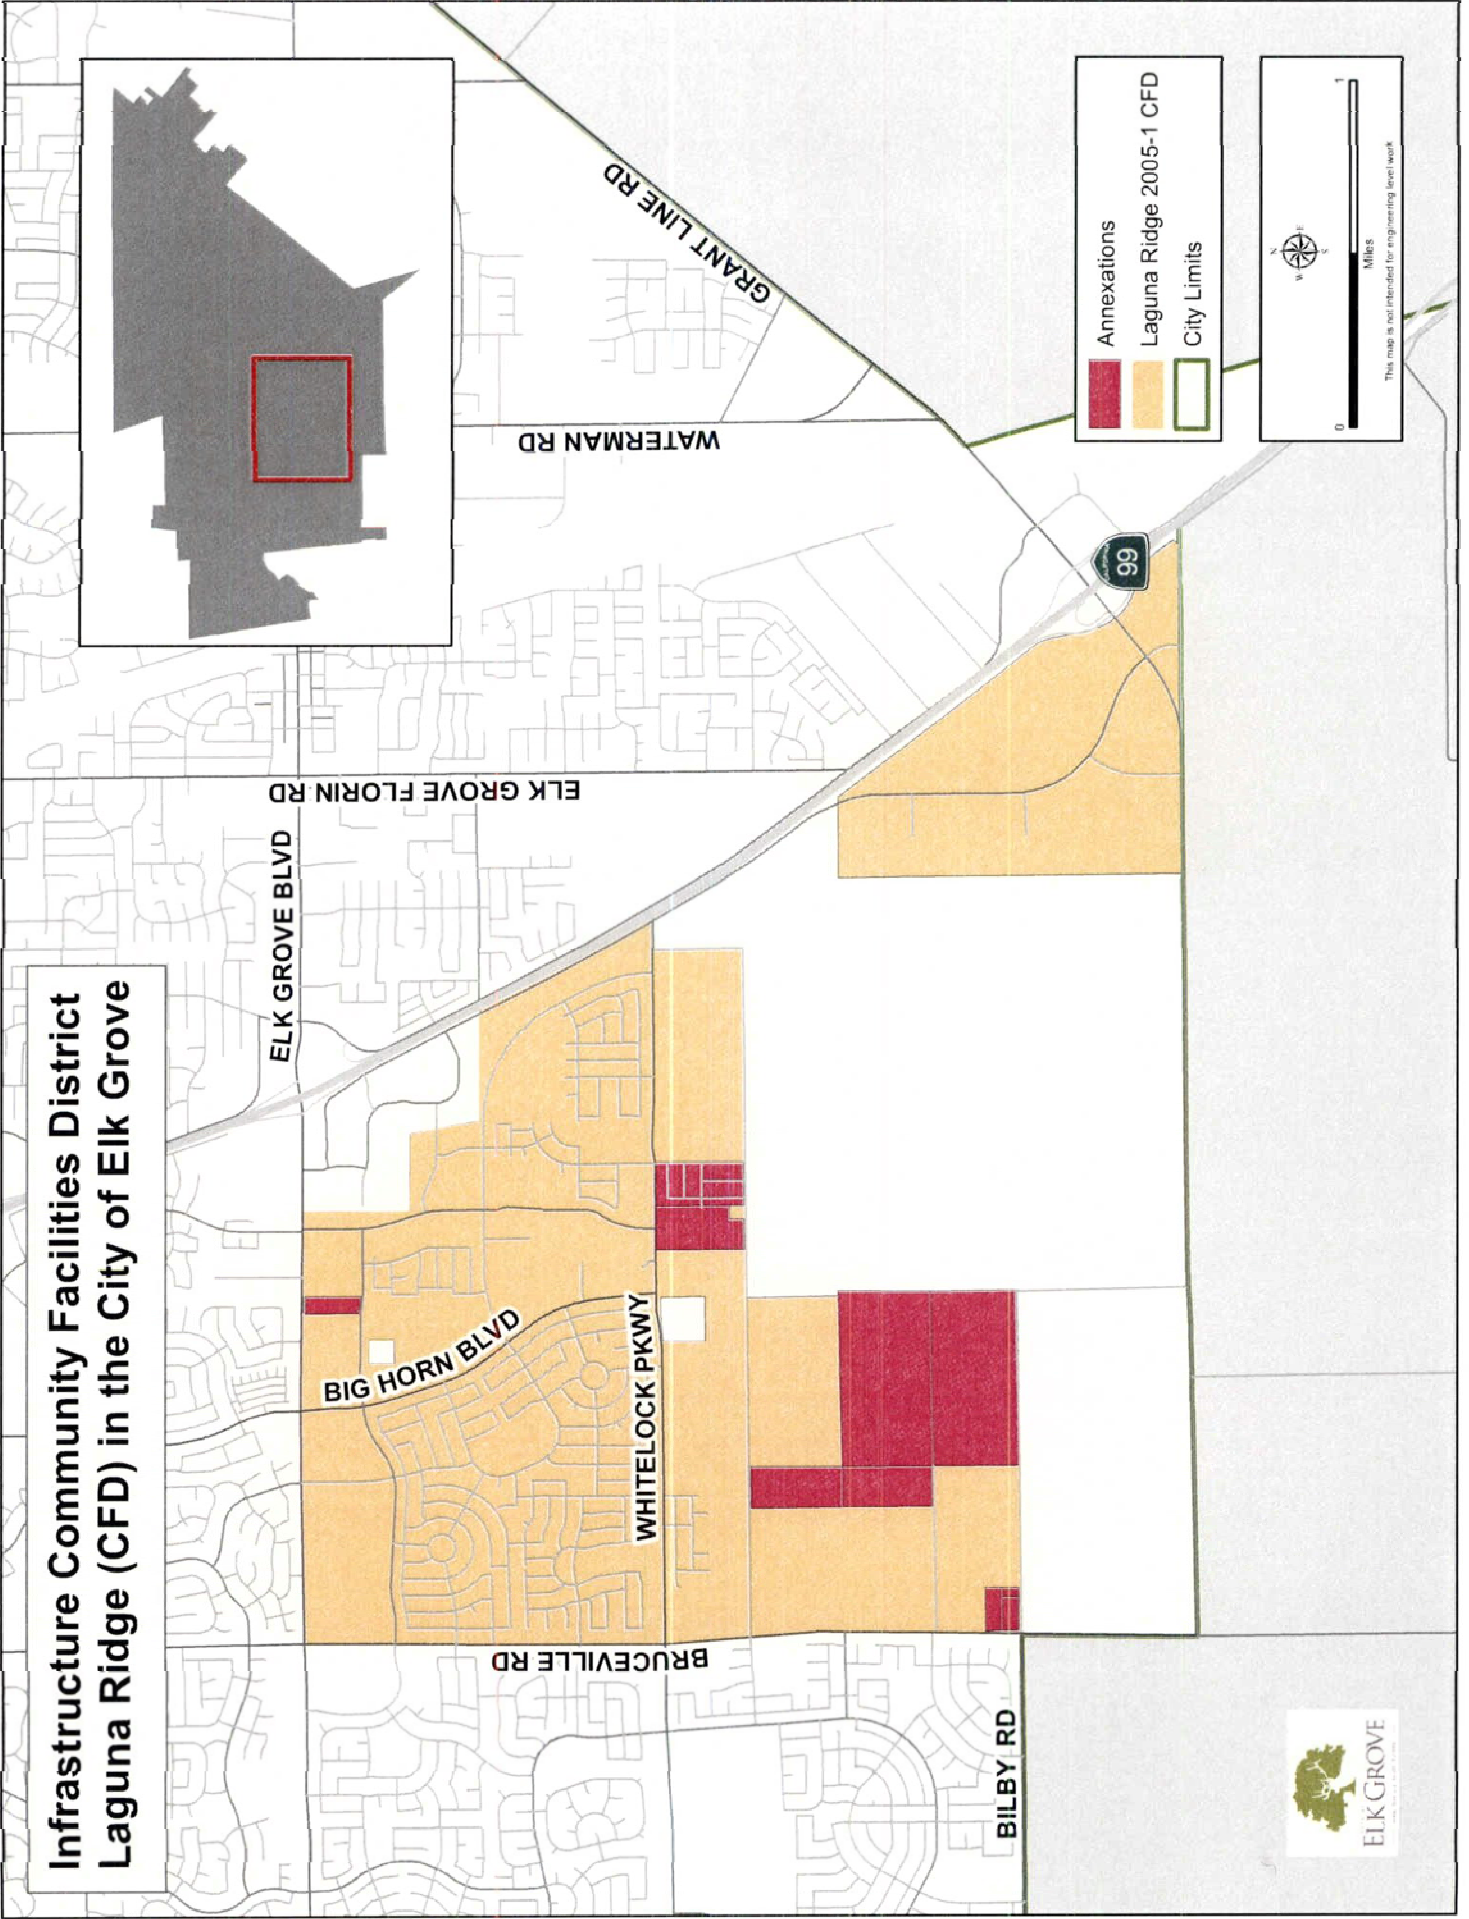 Infrastructure Community Facilities District
Laguna Ridge (CFD) in the City of Elk Grove
ELK GROVE BLVD
ELK GROVE FLORIN RD
WATERMAN RD
GRANT LINE RD
BIG HORN BLVD
WHITELOCK PKWY
BRUCEVILLE RD
BILBY RD
CALIFORNIA
99
Annexations
Laguna Ridge 2005-1 CFD
City Limits
N
W
E
S
0
1
Miles
This map is not intended for engineering level work
ELK GROVE